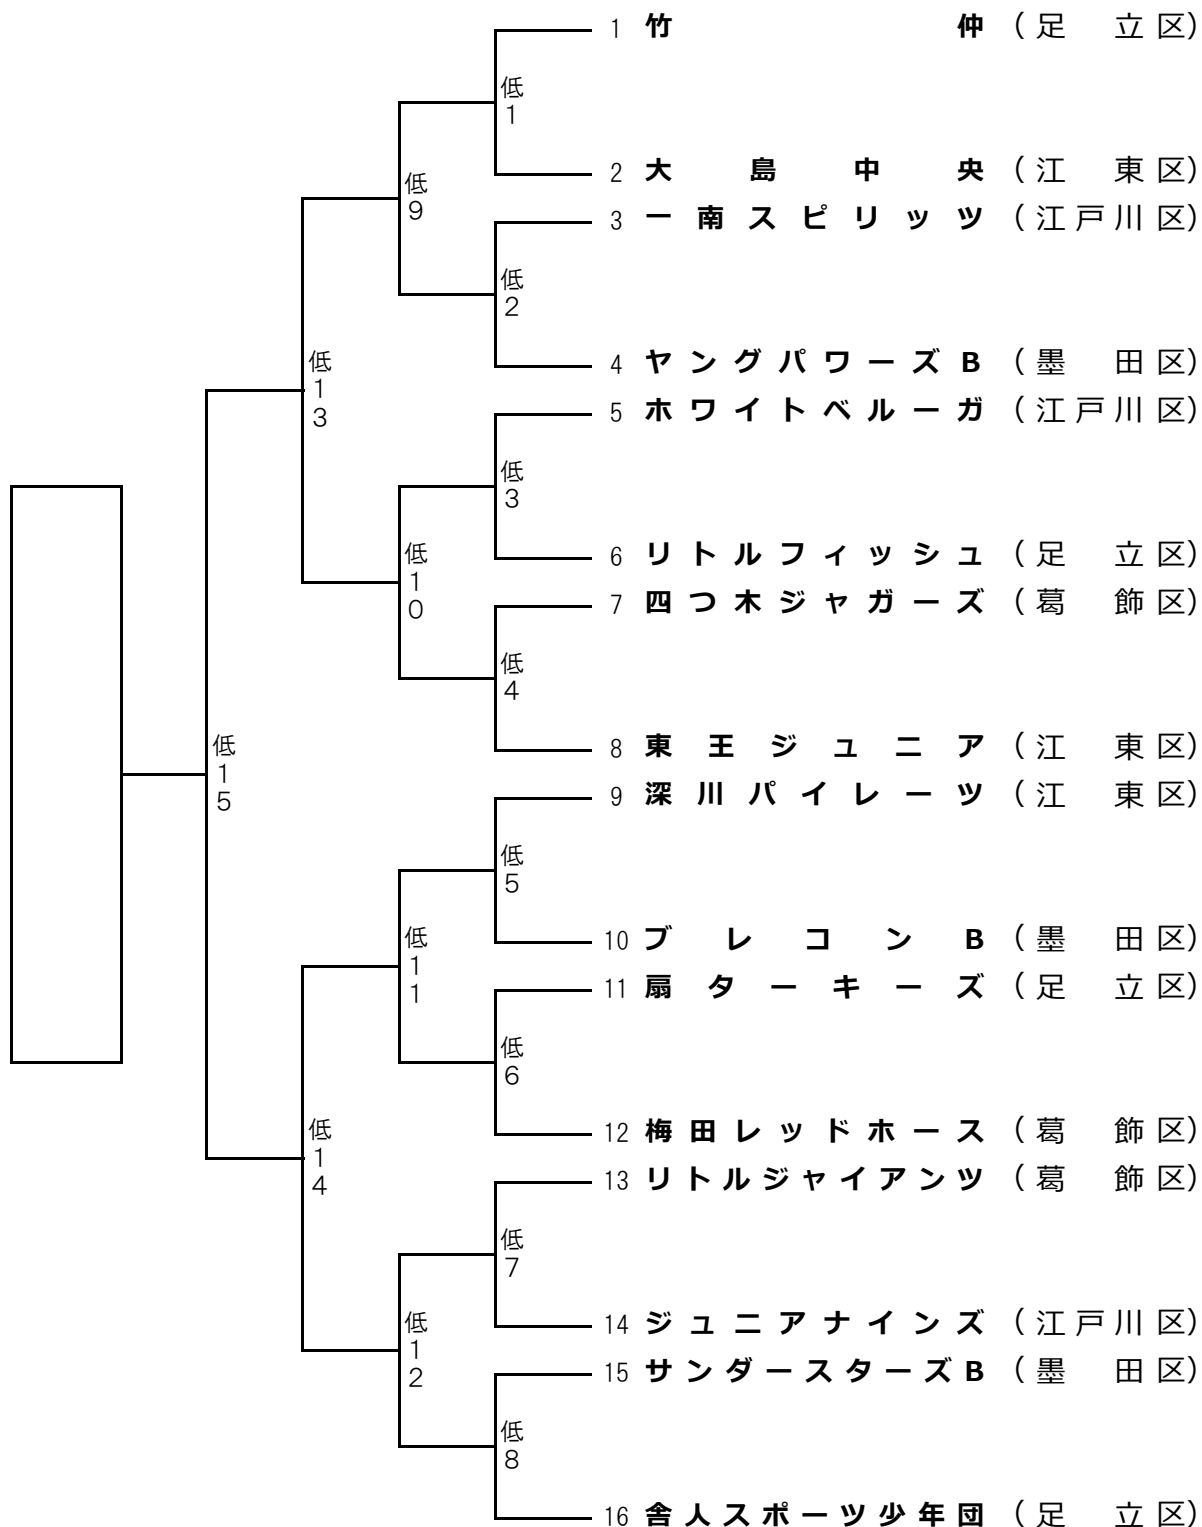 1 竹仲 (足立区)
低1
2 大島中央 (江東区)
低9
3 一南スピリッツ (江戸川区)
低2
4 ヤングパワーズB (墨田区)
低13
5 ホワイトベルーガ (江戸川区)
低3
6 リトルフィッシュ (足立区)
低10
7 四つ木ジャガーズ (葛飾区)
低4
8 東王ジュニア (江東区)
低15
9 深川パイレーツ (江東区)
低5
10 ブレコンB (墨田区)
低11
11 扇ターキーズ (足立区)
低6
12 梅田レッドホース (葛飾区)
低14
13 リトルジャイアンツ (葛飾区)
低7
14 ジュニアナインズ (江戸川区)
低12
15 サンダースターズB (墨田区)
低8
16 舎人スポーツ少年団 (足立区)